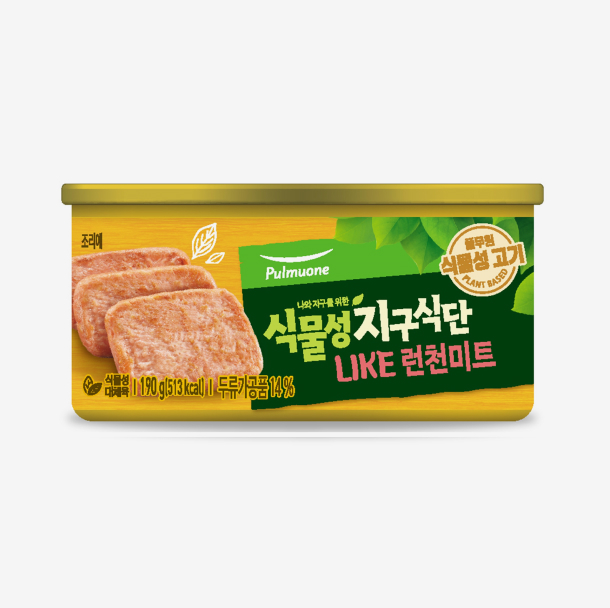 조리예
Pulmuone
나와 지구를 위한
식물성 지구식단
LIKE 런천미트
풀무원
식물성 고기
PLANT BASED
식물성
대체육 | 190 g(513 kcal) | 두류가공품 14 %